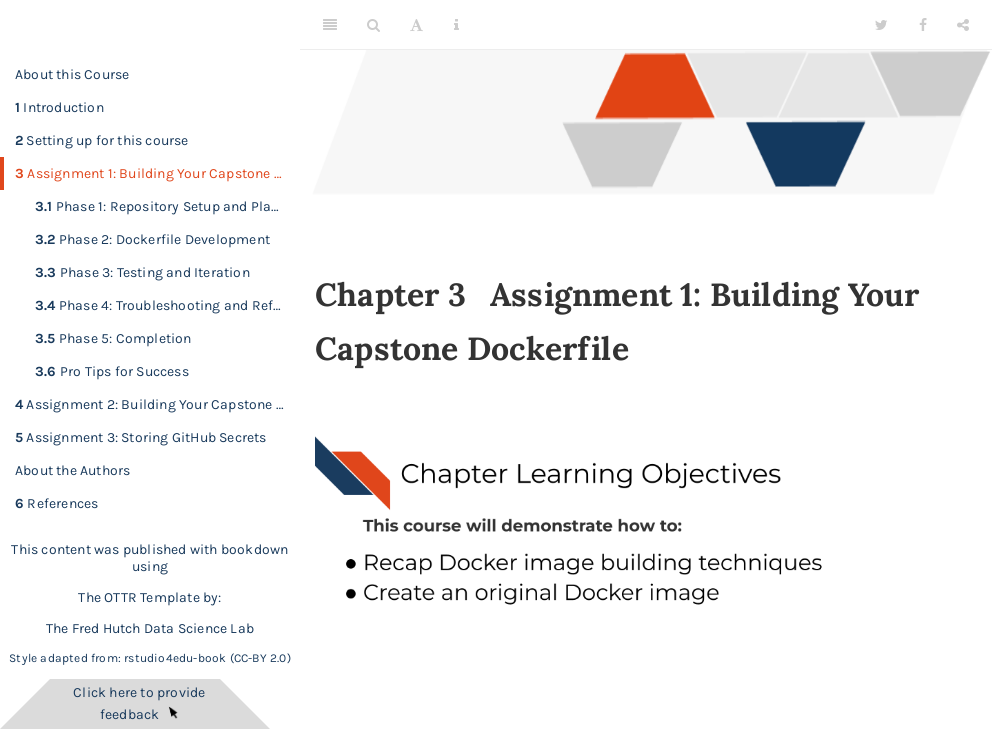 About this Course
1 Introduction
2 Setting up for this course
3 Assignment 1: Building Your Capstone ...
3.1 Phase 1: Repository Setup and Pla...
3.2 Phase 2: Dockerfile Development
3.3 Phase 3: Testing and Iteration
3.4 Phase 4: Troubleshooting and Ref...
3.5 Phase 5: Completion
3.6 Pro Tips for Success
4 Assignment 2: Building Your Capstone ...
5 Assignment 3: Storing GitHub Secrets
About the Authors
6 References
This content was published with bookdown
using
The OTTR Template by:
The Fred Hutch Data Science Lab
Style adapted from: rstudio4edu-book (CC-BY 2.0)
Click here to provide
feedback
Chapter 3 Assignment 1: Building Your
Capstone Dockerfile
Chapter Learning Objectives
This course will demonstrate how to:
● Recap Docker image building techniques
● Create an original Docker image